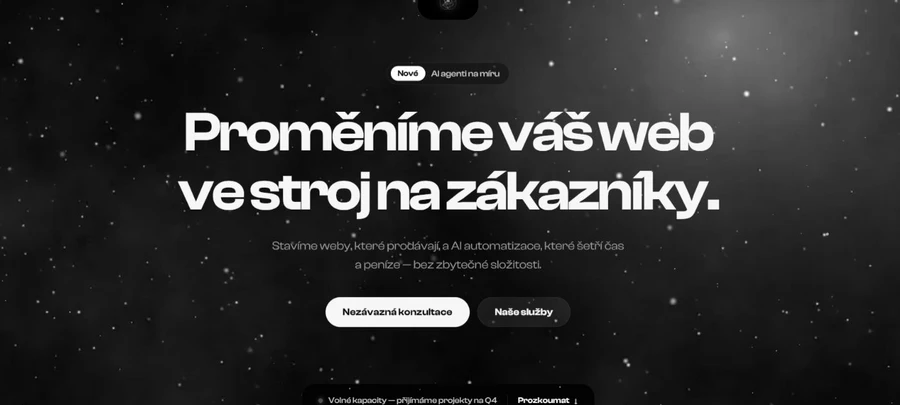 Nové AI agenti na míru
Proměníme váš web
ve stroj na zákazníky.
Stavíme weby, které prodávají, a AI automatizace, které šetří čas
a peníze — bez zbytečné složitosti.
Nezávazná konzultace Naše služby
Volné kapacity — přijímáme projekty na Q4 Prozkoumat ↓